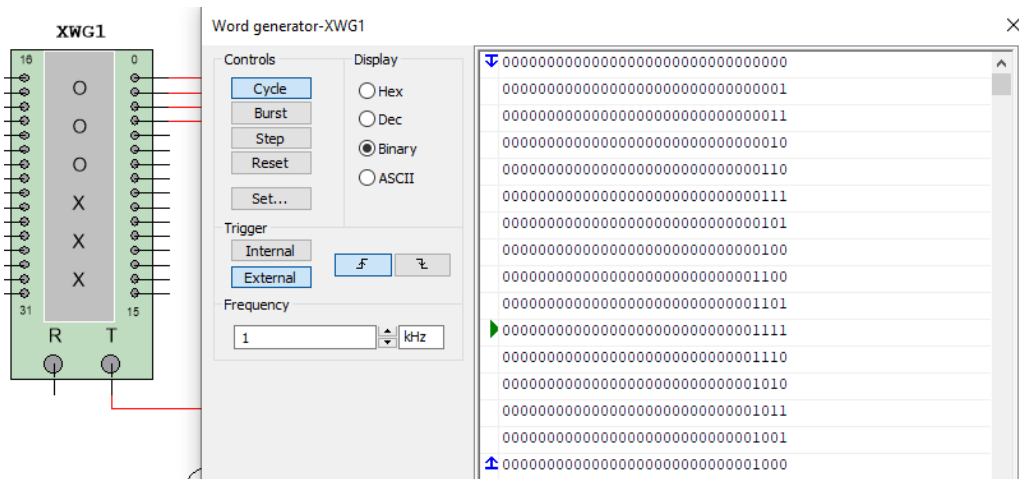 XWG1
16 0
O
O
O
X
X
X
31 15
R T
Word generator-XWG1
Controls
Cycle
Burst
Step
Reset
Set...
Display
Hex
Dec
Binary
ASCII
Trigger
Internal
External
Frequency
1 kHz
00000000000000000000000000000000
00000000000000000000000000000001
00000000000000000000000000000011
00000000000000000000000000000010
00000000000000000000000000000110
00000000000000000000000000000111
00000000000000000000000000000101
00000000000000000000000000000100
00000000000000000000000000001100
00000000000000000000000000001101
00000000000000000000000000001111
00000000000000000000000000001110
00000000000000000000000000001010
00000000000000000000000000001011
00000000000000000000000000001001
00000000000000000000000000001000